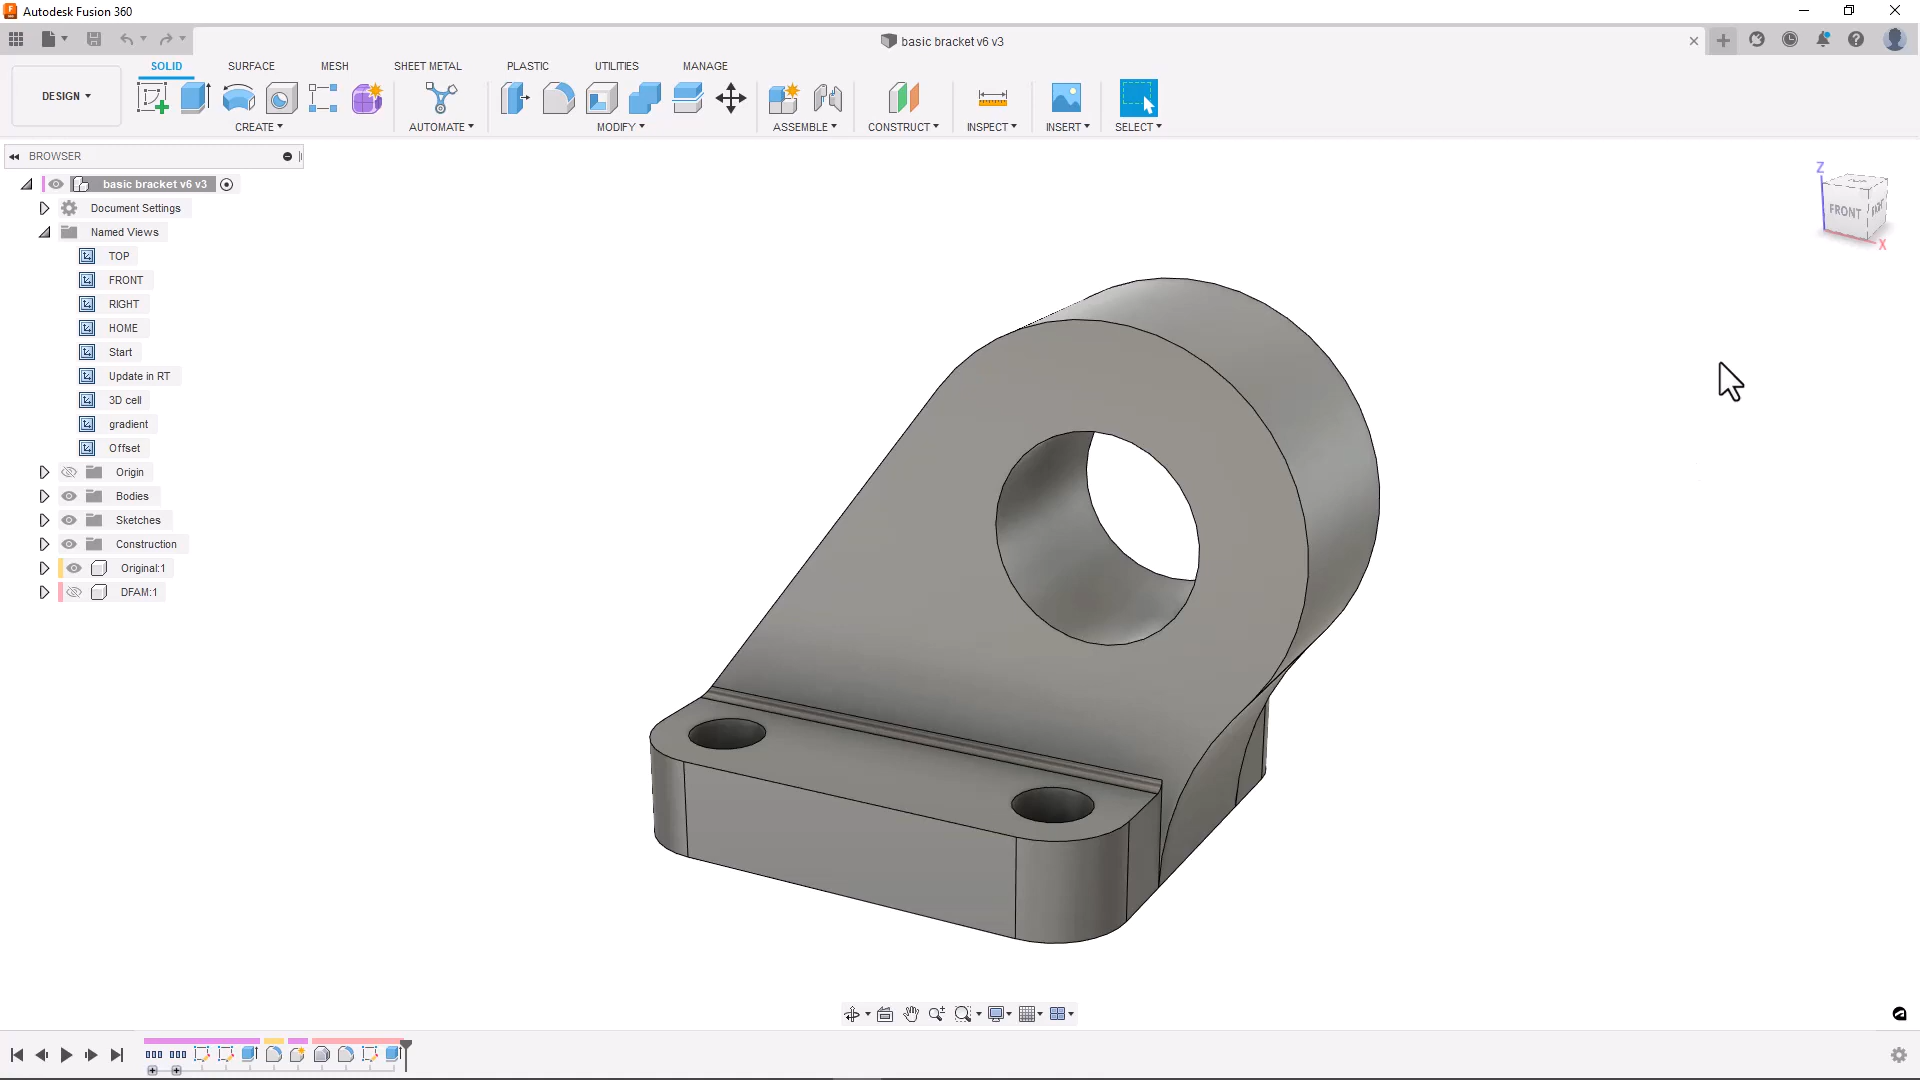 Autodesk Fusion 360
basic bracket v6 v3
DESIGN
SOLID SURFACE MESH SHEET METAL PLASTIC UTILITIES MANAGE
CREATE AUTOMATE MODIFY ASSEMBLE CONSTRUCT INSPECT INSERT SELECT
BROWSER
basic bracket v6 v3
Document Settings
Named Views
TOP
FRONT
RIGHT
HOME
Start
Update in RT
3D cell
gradient
Offset
Origin
Bodies
Sketches
Construction
Original:1
DFAM:1
Z
FRONT RIGHT
X